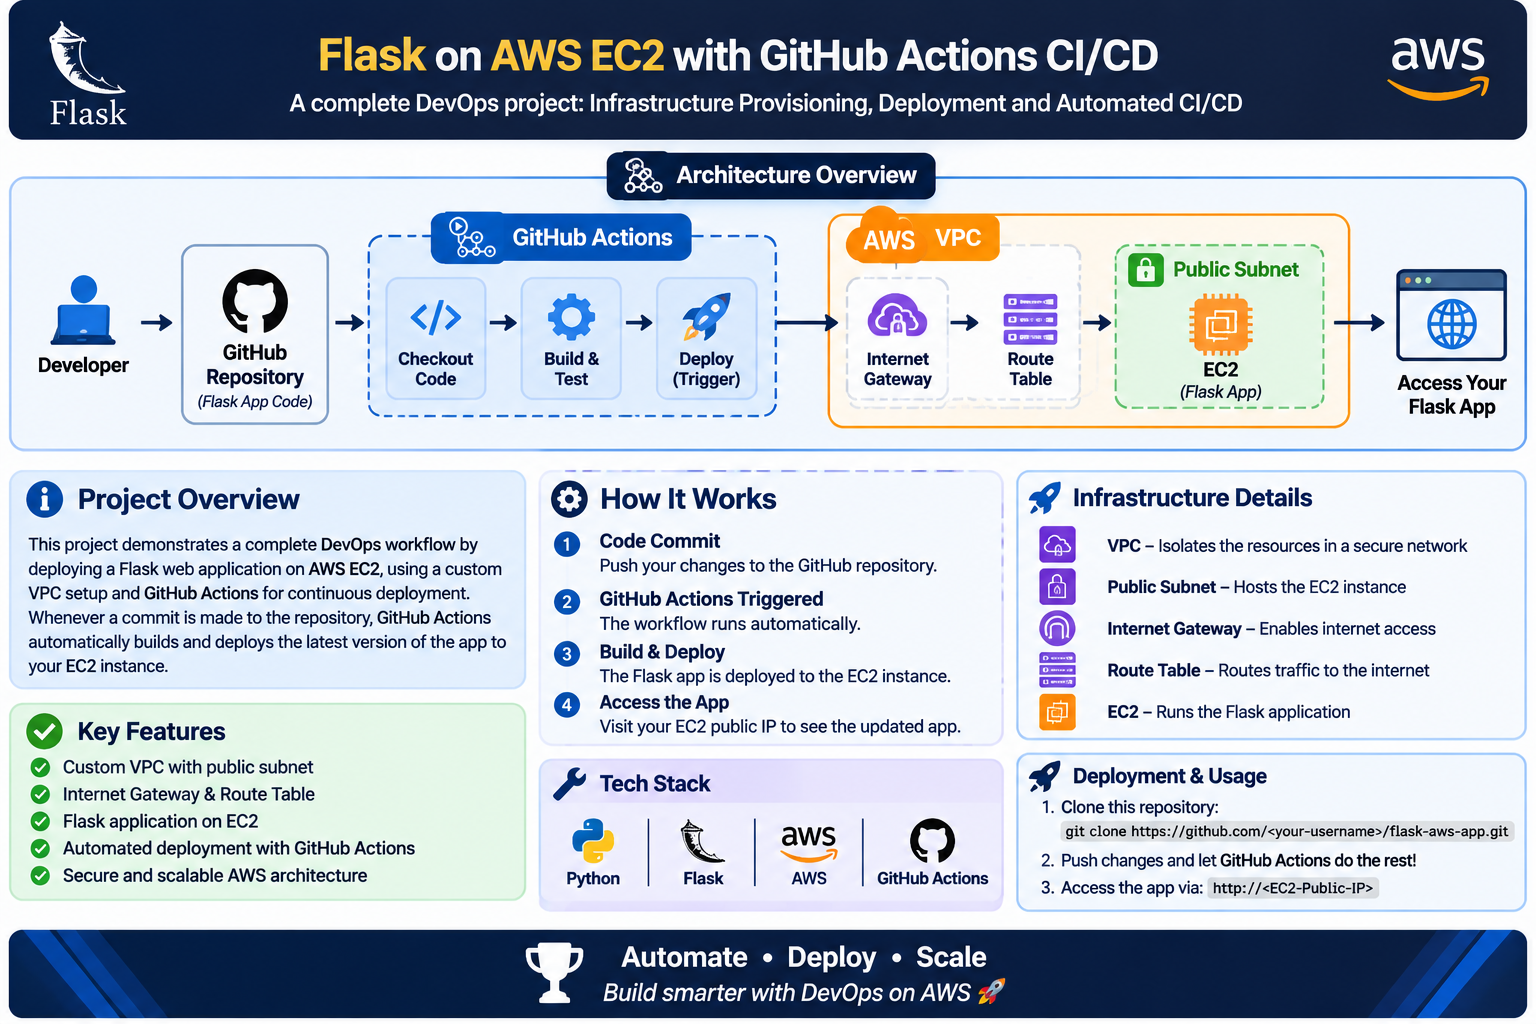 Flask
Flask on AWS EC2 with GitHub Actions CI/CD
A complete DevOps project: Infrastructure Provisioning, Deployment and Automated CI/CD
aws
Architecture Overview
GitHub Actions
AWS VPC
Developer
GitHub
Repository
(Flask App Code)
Checkout
Code
Build &
Test
Deploy
(Trigger)
Internet
Gateway
Route
Table
Public Subnet
EC2
(Flask App)
Access Your
Flask App
Project Overview
This project demonstrates a complete DevOps workflow by
deploying a Flask web application on AWS EC2, using a custom
VPC setup and GitHub Actions for continuous deployment.
Whenever a commit is made to the repository, GitHub Actions
automatically builds and deploys the latest version of the app to
your EC2 instance.
Key Features
Custom VPC with public subnet
Internet Gateway & Route Table
Flask application on EC2
Automated deployment with GitHub Actions
Secure and scalable AWS architecture
How It Works
1 Code Commit
Push your changes to the GitHub repository.
2 GitHub Actions Triggered
The workflow runs automatically.
3 Build & Deploy
The Flask app is deployed to the EC2 instance.
4 Access the App
Visit your EC2 public IP to see the updated app.
Tech Stack
Python
Flask
aws
AWS
GitHub Actions
Infrastructure Details
VPC – Isolates the resources in a secure network
Public Subnet – Hosts the EC2 instance
Internet Gateway – Enables internet access
Route Table – Routes traffic to the internet
EC2 – Runs the Flask application
Deployment & Usage
1. Clone this repository:
git clone https://github.com/<your-username>/flask-aws-app.git
2. Push changes and let GitHub Actions do the rest!
3. Access the app via: http://<EC2-Public-IP>
Automate • Deploy • Scale
Build smarter with DevOps on AWS 🚀